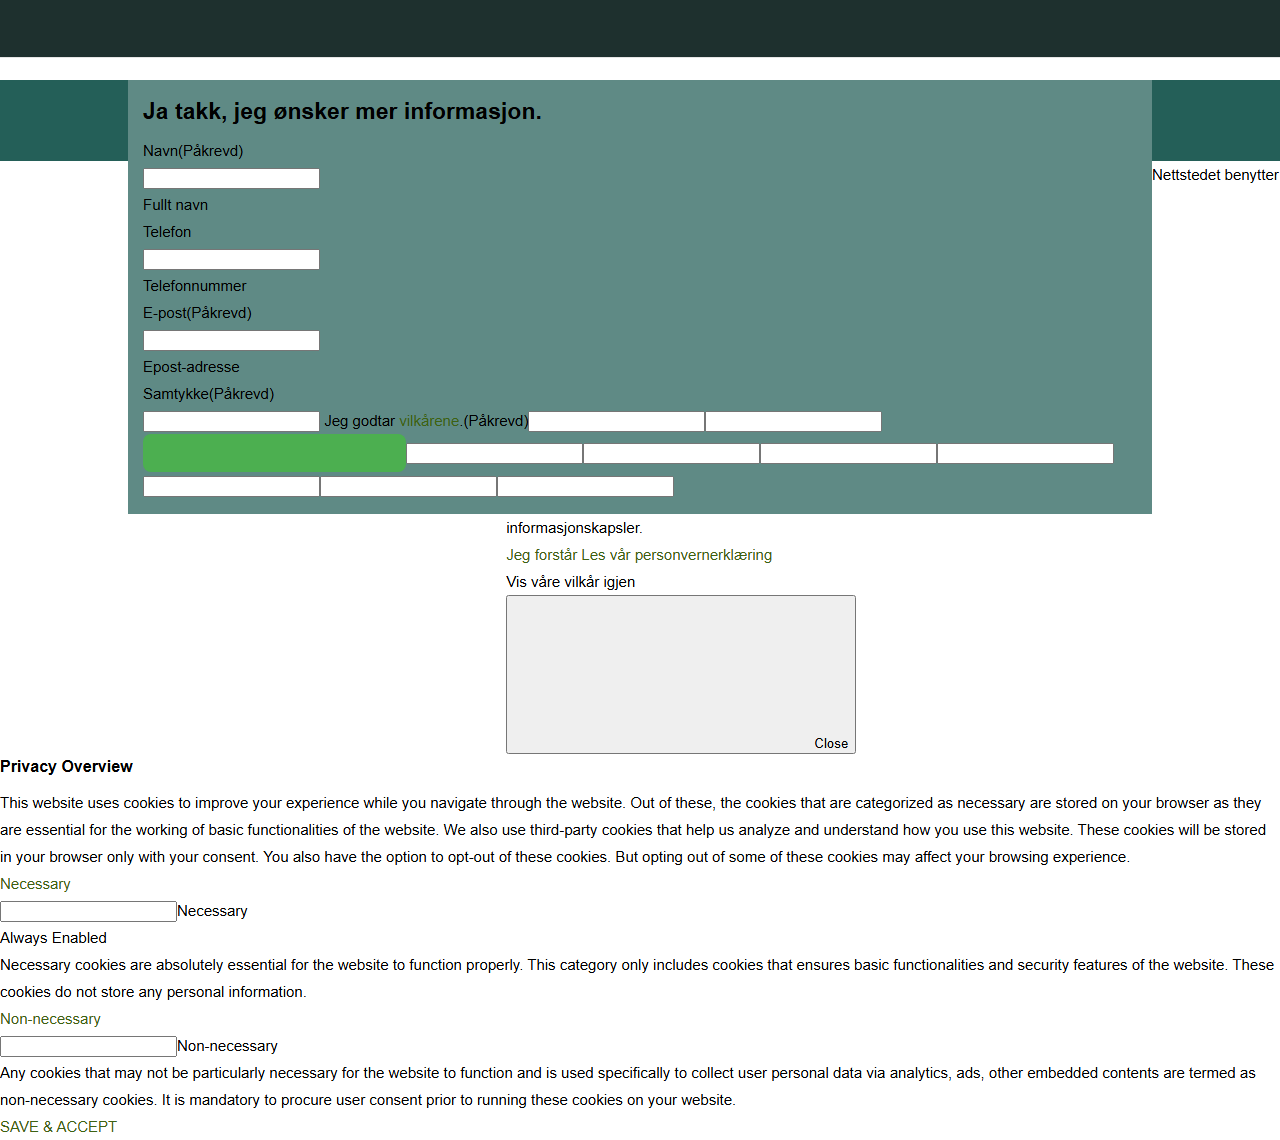 Ja takk, jeg ønsker mer informasjon.
Navn(Påkrevd)
Nettstedet benytter
Fullt navn
Telefon
Telefonnummer
E-post(Påkrevd)
Epost-adresse
Samtykke(Påkrevd)
Jeg godtar vilkårene.(Påkrevd)
informasjonskapsler.
Jeg forstår Les vår personvernerklæring
Vis våre vilkår igjen
Close
Privacy Overview
This website uses cookies to improve your experience while you navigate through the website. Out of these, the cookies that are categorized as necessary are stored on your browser as they
are essential for the working of basic functionalities of the website. We also use third-party cookies that help us analyze and understand how you use this website. These cookies will be stored
in your browser only with your consent. You also have the option to opt-out of these cookies. But opting out of some of these cookies may affect your browsing experience.
Necessary
Necessary
Always Enabled
Necessary cookies are absolutely essential for the website to function properly. This category only includes cookies that ensures basic functionalities and security features of the website. These
cookies do not store any personal information.
Non-necessary
Non-necessary
Any cookies that may not be particularly necessary for the website to function and is used specifically to collect user personal data via analytics, ads, other embedded contents are termed as
non-necessary cookies. It is mandatory to procure user consent prior to running these cookies on your website.
SAVE & ACCEPT